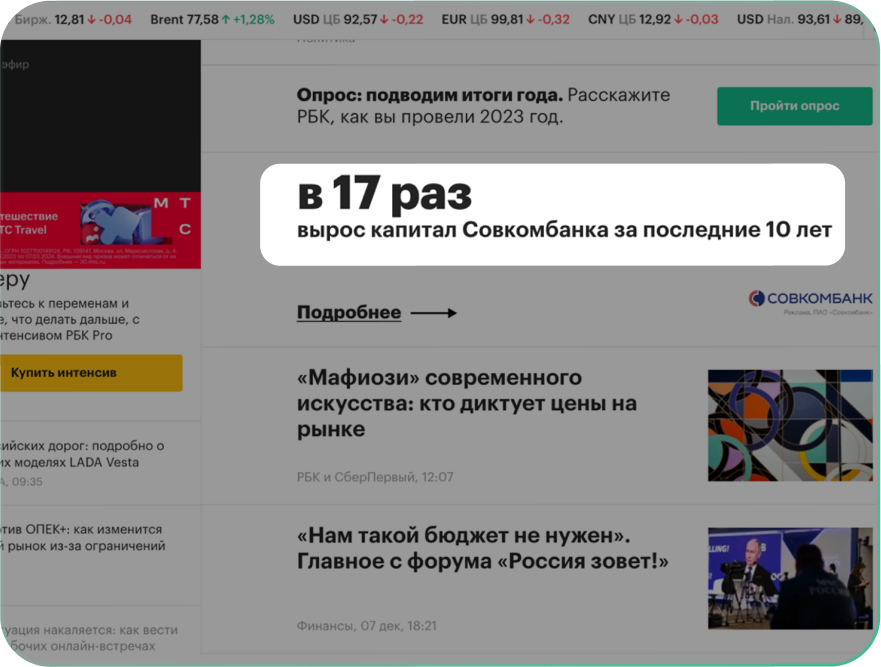 Бирж. 12,81 -0,04 Brent 77,58 +1,28% USD ЦБ 92,57 -0,22 EUR ЦБ 99,81 -0,32 CNY ЦБ 12,92 -0,03 USD Нал. 93,61 89,
эфир
Политика
Опрос: подводим итоги года. Расскажите
РБК, как вы провели 2023 год.
Пройти опрос
в 17 раз
вырос капитал Совкомбанка за последние 10 лет
Подробнее
СОВКОМБАНК
Реклама, ПАО «Совкомбанк»
МТС
тешествие
ТС Travel
еру
вьтесь к переменам и
е, что делать дальше, с
нтенсивом РБК Pro
Купить интенсив
«Мафиози» современного
искусства: кто диктует цены на
рынке
РБК и СберПервый, 12:07
сийских дорог: подробно о
их моделях LADA Vesta
А, 09:35
«Нам такой бюджет не нужен».
Главное с форума «Россия зовет!»
Финансы, 07 дек, 18:21
LLING!
РОССИИ
тив ОПЕК+: как изменится
й рынок из-за ограничений
уация накаляется: как вести
бочих онлайн-встречах